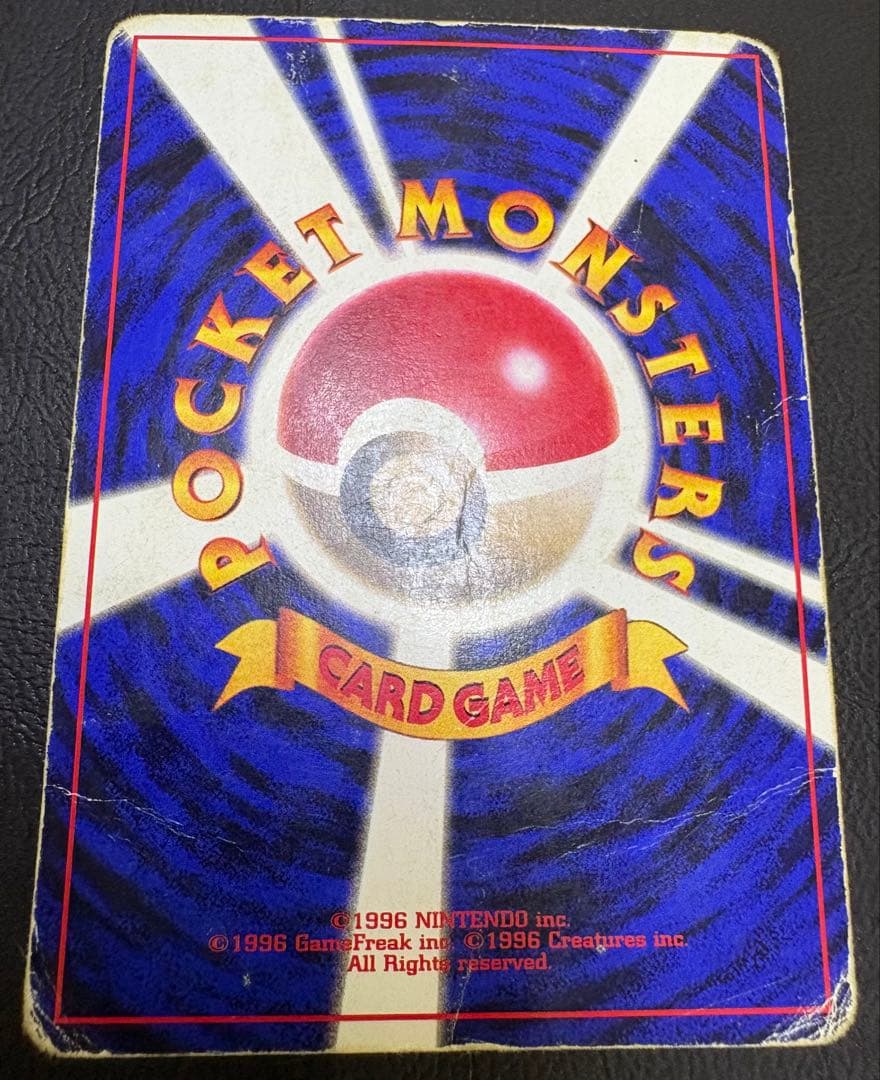 POCKET MONSTERS
CARD GAME
©1996 NINTENDO inc.
©1996 GameFreak inc. ©1996 Creatures inc.
All Rights reserved.